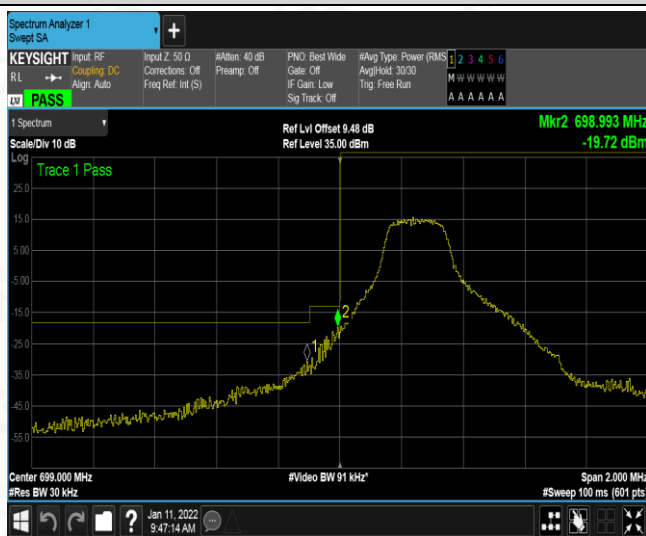 Spectrum Analyzer 1
Swept SA
+
KEYSIGHT
RL
LXI PASS
Input: RF
Coupling: DC
Align: Auto
Input Z: 50 Ω
Corrections: Off
Freq Ref: Int (S)
#Atten: 40 dB
Preamp: Off
PNO: Best Wide
Gate: Off
IF Gain: Low
Sig Track: Off
#Avg Type: Power (RMS
Avg|Hold: 30/30
Trig: Free Run
1 2 3 4 5 6
M W W W W W
A A A A A A
1 Spectrum
Scale/Div 10 dB
Ref Lvl Offset 9.48 dB
Ref Level 35.00 dBm
Mkr2 698.993 MHz
-19.72 dBm
Log
Trace 1 Pass
25.0
15.0
5.00
-5.00
-15.0
-25.0
-35.0
-45.0
-55.0
2
1
Center 699.000 MHz
#Res BW 30 kHz
#Video BW 91 kHz*
Span 2.000 MHz
#Sweep 100 ms (601 pts)
?
Jan 11, 2022
9:47:14 AM